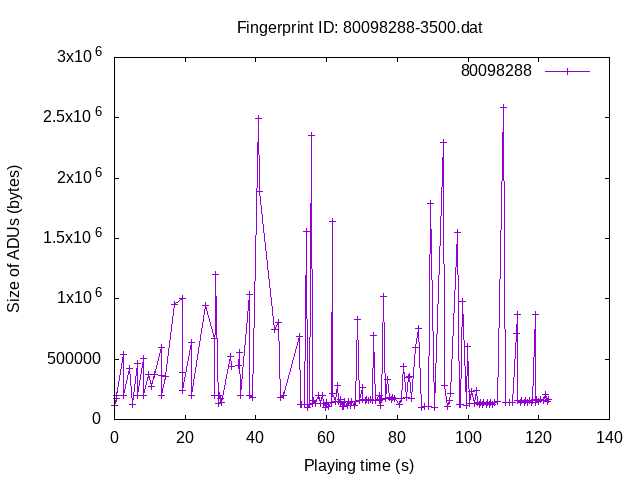 Fingerprint ID: 80098288-3500.dat
80098288
3x10^6
2.5x10^6
2x10^6
1.5x10^6
1x10^6
500000
0
Size of ADUs (bytes)
0 20 40 60 80 100 120 140
Playing time (s)